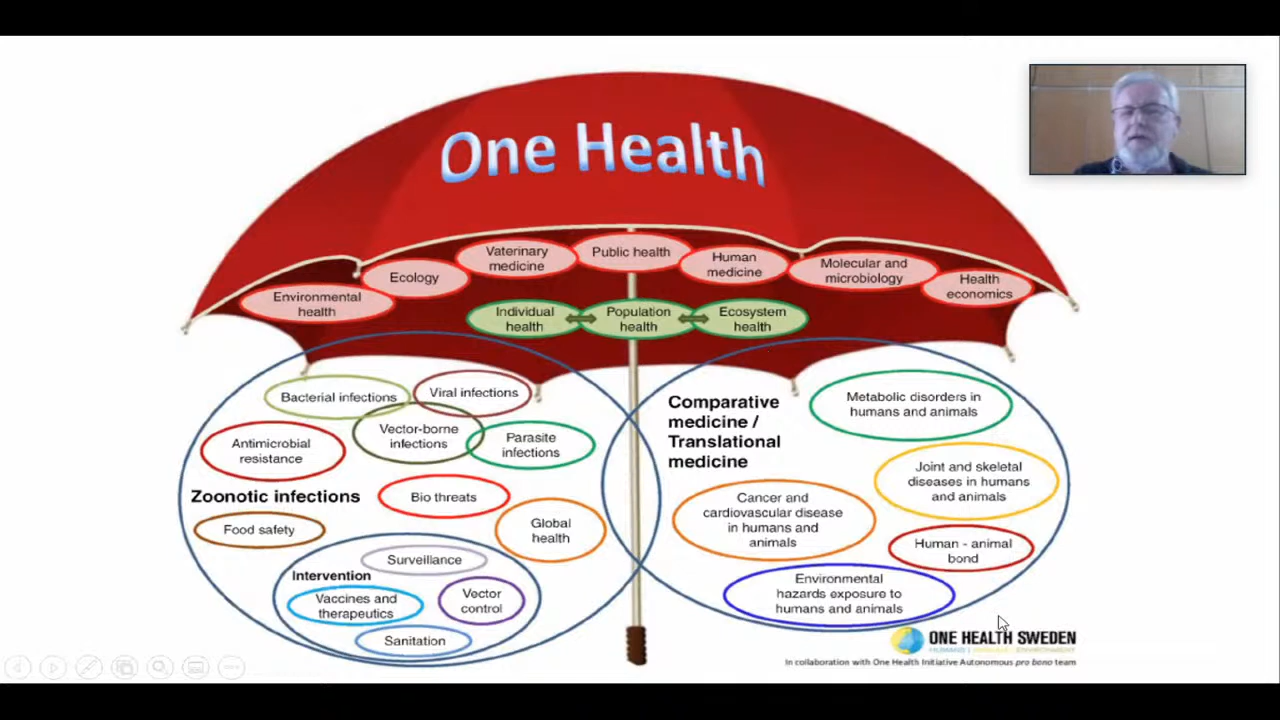 One Health
Environmental
health
Ecology
Vaterinary
medicine
Public health
Human
medicine
Molecular and
microbiology
Health
economics
Individual
health
Population
health
Ecosystem
health
Bacterial infections
Viral infections
Vector-borne
infections
Antimicrobial
resistance
Parasite
infections
Zoonotic infections
Bio threats
Food safety
Global
health
Intervention
Surveillance
Vaccines and
therapeutics
Vector
control
Sanitation
Comparative
medicine /
Translational
medicine
Metabolic disorders in
humans and animals
Joint and skeletal
diseases in humans
and animals
Cancer and
cardiovascular disease
in humans and
animals
Human - animal
bond
Environmental
hazards exposure to
humans and animals
ONE HEALTH SWEDEN
In collaboration with One Health Initiative Autonomous pro bono team